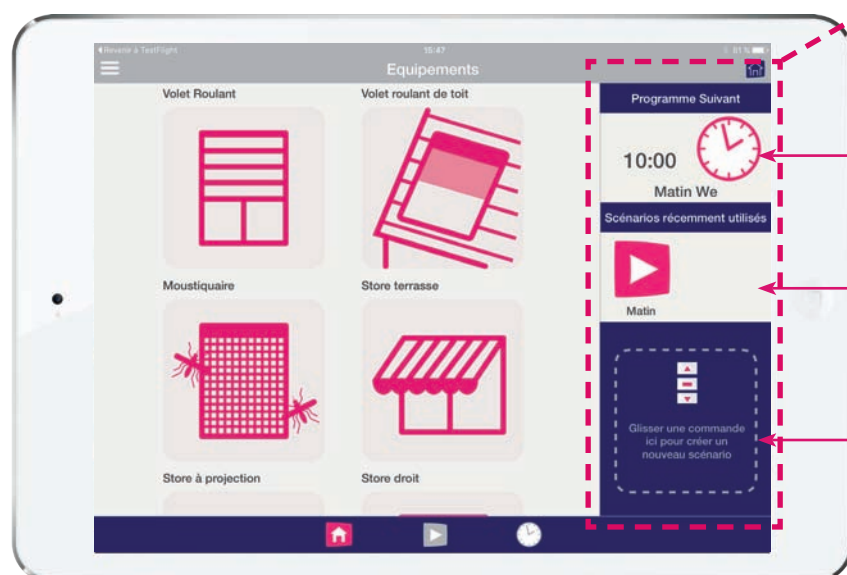 Revenir à TestFlight
15:47
81 %
Equipements
Volet Roulant
Volet roulant de toit
Moustiquaire
Store terrasse
Store à projection
Store droit
Programme Suivant
10:00
Matin We
Scénarios récemment utilisés
Matin
Glisser une commande
ici pour créer un
nouveau scénario